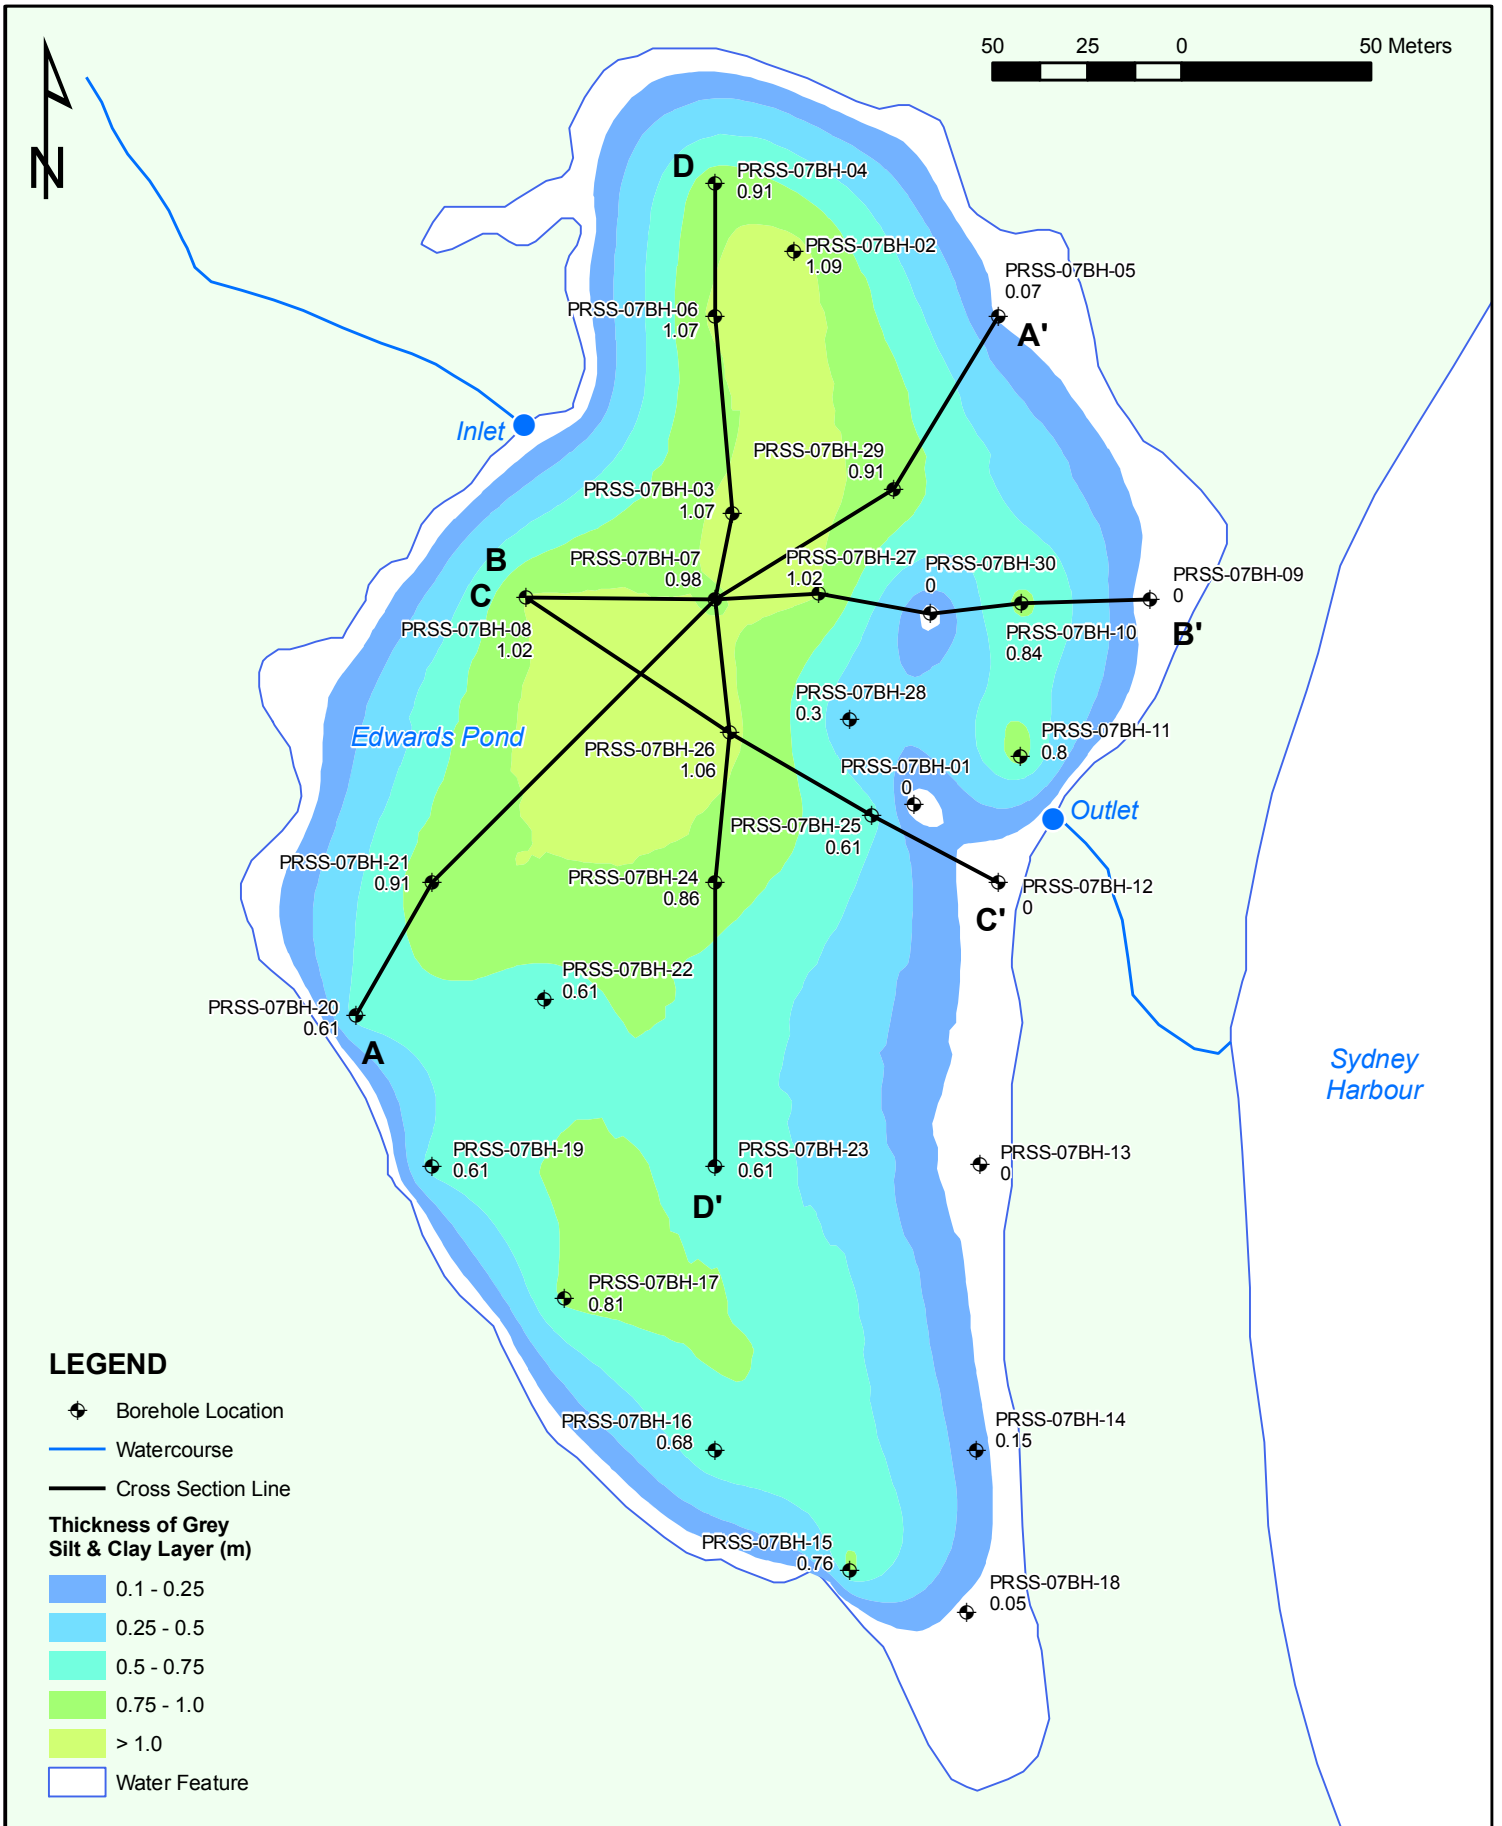 50 25 0 50 Meters
N
D
PRSS-07BH-04
0.91
PRSS-07BH-02
1.09
PRSS-07BH-05
0.07
A'
PRSS-07BH-06
1.07
Inlet
PRSS-07BH-29
0.91
PRSS-07BH-03
1.07
B
C
PRSS-07BH-07
0.98
PRSS-07BH-27
1.02
PRSS-07BH-30
0
PRSS-07BH-09
0
B'
PRSS-07BH-08
1.02
PRSS-07BH-10
0.84
PRSS-07BH-28
0.3
Edwards Pond
PRSS-07BH-26
1.06
PRSS-07BH-11
0.8
PRSS-07BH-01
0
Outlet
PRSS-07BH-25
0.61
PRSS-07BH-21
0.91
PRSS-07BH-24
0.86
PRSS-07BH-12
0
C'
PRSS-07BH-22
0.61
PRSS-07BH-20
0.61
A
Sydney
Harbour
PRSS-07BH-19
0.61
PRSS-07BH-23
0.61
D'
PRSS-07BH-13
0
PRSS-07BH-17
0.81
PRSS-07BH-16
0.68
PRSS-07BH-14
0.15
PRSS-07BH-15
0.76
PRSS-07BH-18
0.05
LEGEND
Borehole Location
Watercourse
Cross Section Line
Thickness of Grey
Silt & Clay Layer (m)
0.1 - 0.25
0.25 - 0.5
0.5 - 0.75
0.75 - 1.0
> 1.0
Water Feature